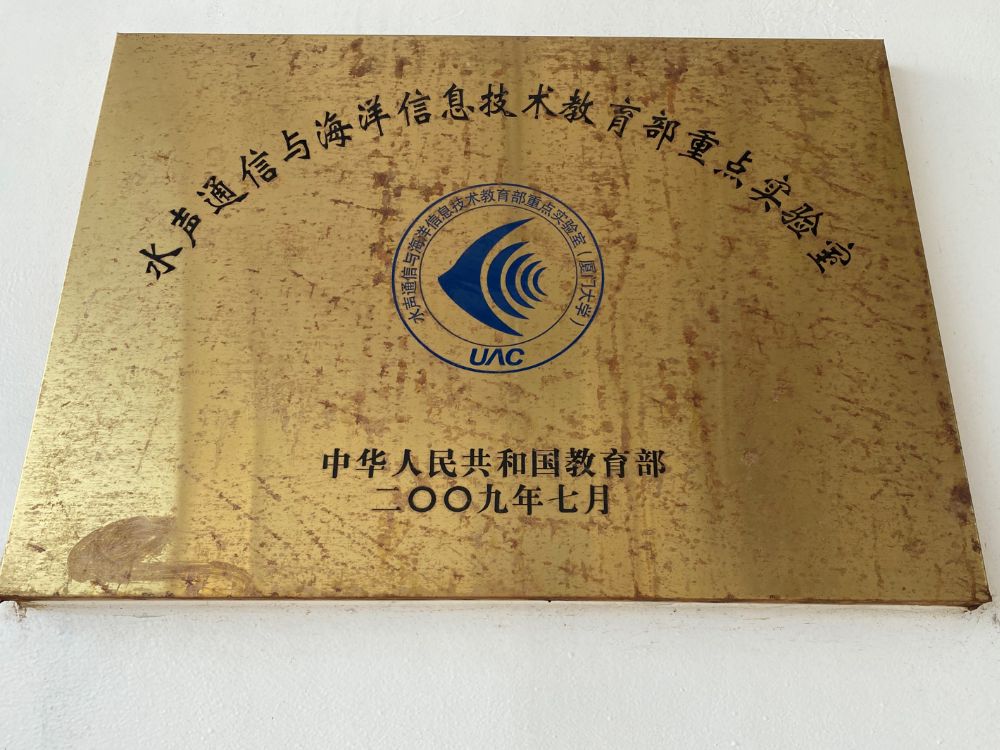 水声通信与海洋信息技术教育部重点实验室
水声通信与海洋信息技术教育部重点实验室（厦门大学）
UAC
中华人民共和国教育部
二〇〇九年七月